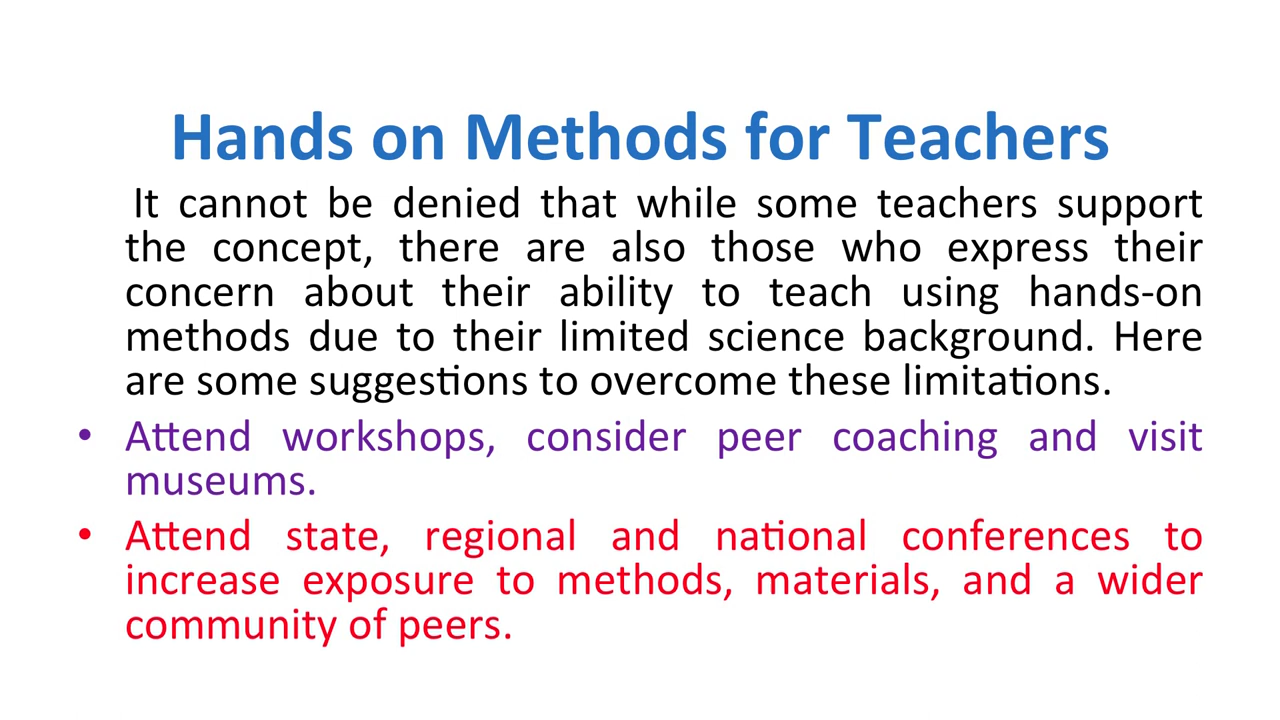 Hands on Methods for Teachers
It cannot be denied that while some teachers support
the concept, there are also those who express their
concern about their ability to teach using hands-on
methods due to their limited science background. Here
are some suggestions to overcome these limitations.
• Attend workshops, consider peer coaching and visit
museums.
• Attend state, regional and national conferences to
increase exposure to methods, materials, and a wider
community of peers.